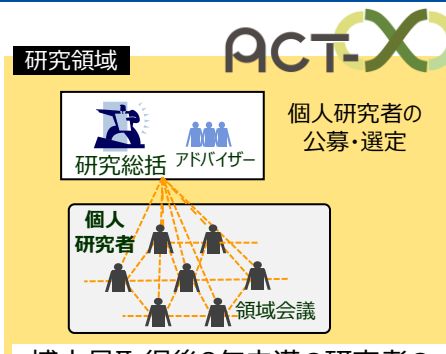 ACT-X
研究領域
個人研究者の
公募・選定
研究総括
アドバイザー
個人
研究者
領域会議